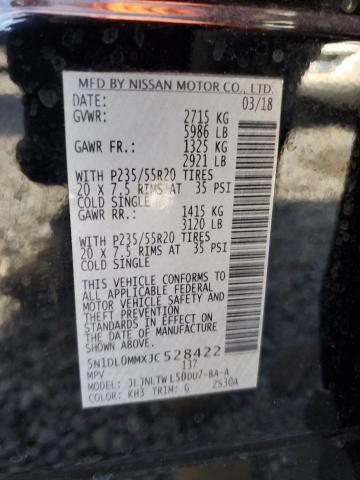 MFD BY NISSAN MOTOR CO., LTD.
DATE: 03/18
GVWR: 2715 KG
5986 LB
GAWR FR: 1325 KG
2921 LB
WITH P235/55R20 TIRES
20 X 7.5 RIMS AT 35 PSI
COLD SINGLE
GAWR RR: 1415 KG
3120 LB
WITH P235/55R20 TIRES
20 X 7.5 RIMS AT 35 PSI
COLD SINGLE
THIS VEHICLE CONFORMS TO
ALL APPLICABLE FEDERAL
MOTOR VEHICLE SAFETY AND
THEFT PREVENTION
STANDARDS IN EFFECT ON
THE DATE OF MANUFACTURE
SHOWN ABOVE.
5N1DL0MMXJC528422
MPV 137
MODEL: JLJNLTWL50DU7-BA-A
COLOR: KH3 TRIM: G ZS30A